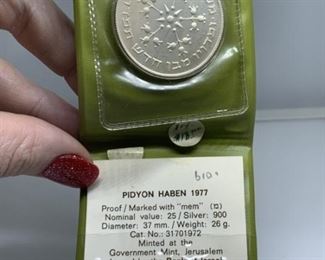 $10.
PIDYON HABEN 1977
Proof / Marked with "mem" (מ)
Nominal value: 25 / Silver: 900
Diameter: 37 mm. / Weight: 26 g.
Cat. No.: 31701972
Minted at the
Government Mint, Jerusalem